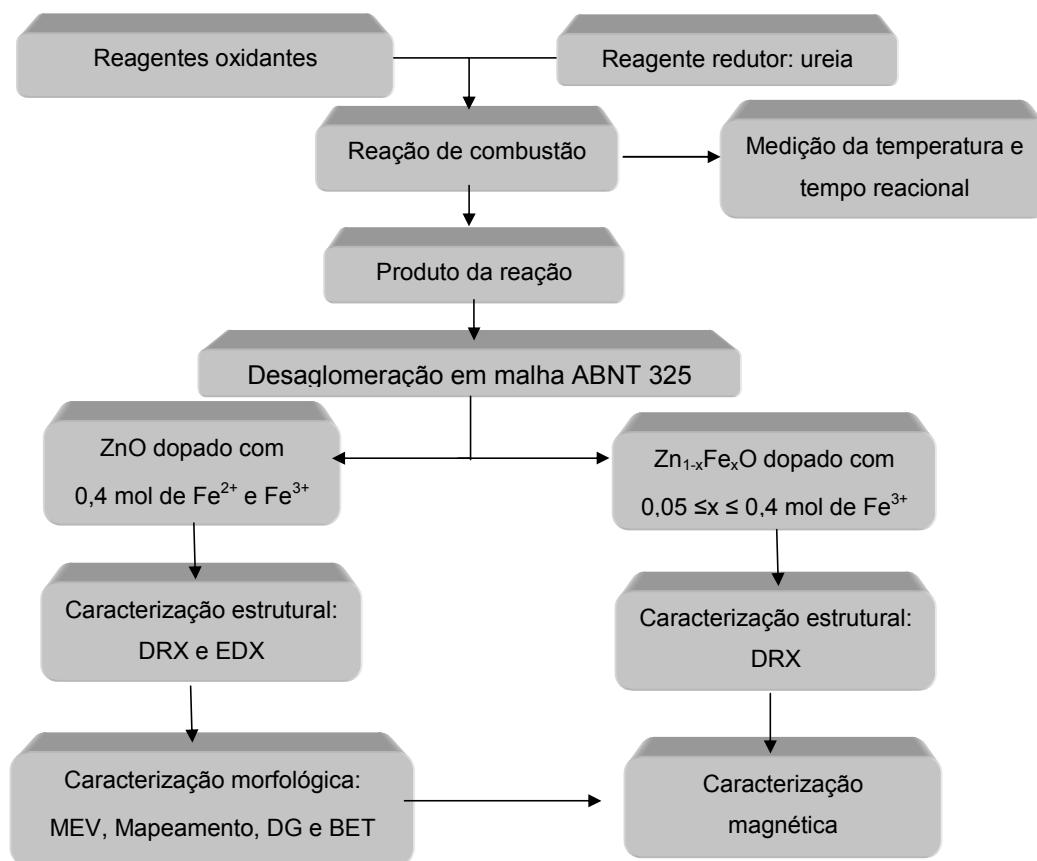 Reagentes oxidantes
Reagente redutor: ureia
Reação de combustão
Medição da temperatura e
tempo reacional
Produto da reação
Desaglomeração em malha ABNT 325
ZnO dopado com
0,4 mol de Fe²⁺ e Fe³⁺
Zn₁₋ₓFeₓO dopado com
0,05 ≤x ≤ 0,4 mol de Fe³⁺
Caracterização estrutural:
DRX e EDX
Caracterização estrutural:
DRX
Caracterização morfológica:
MEV, Mapeamento, DG e BET
Caracterização
magnética